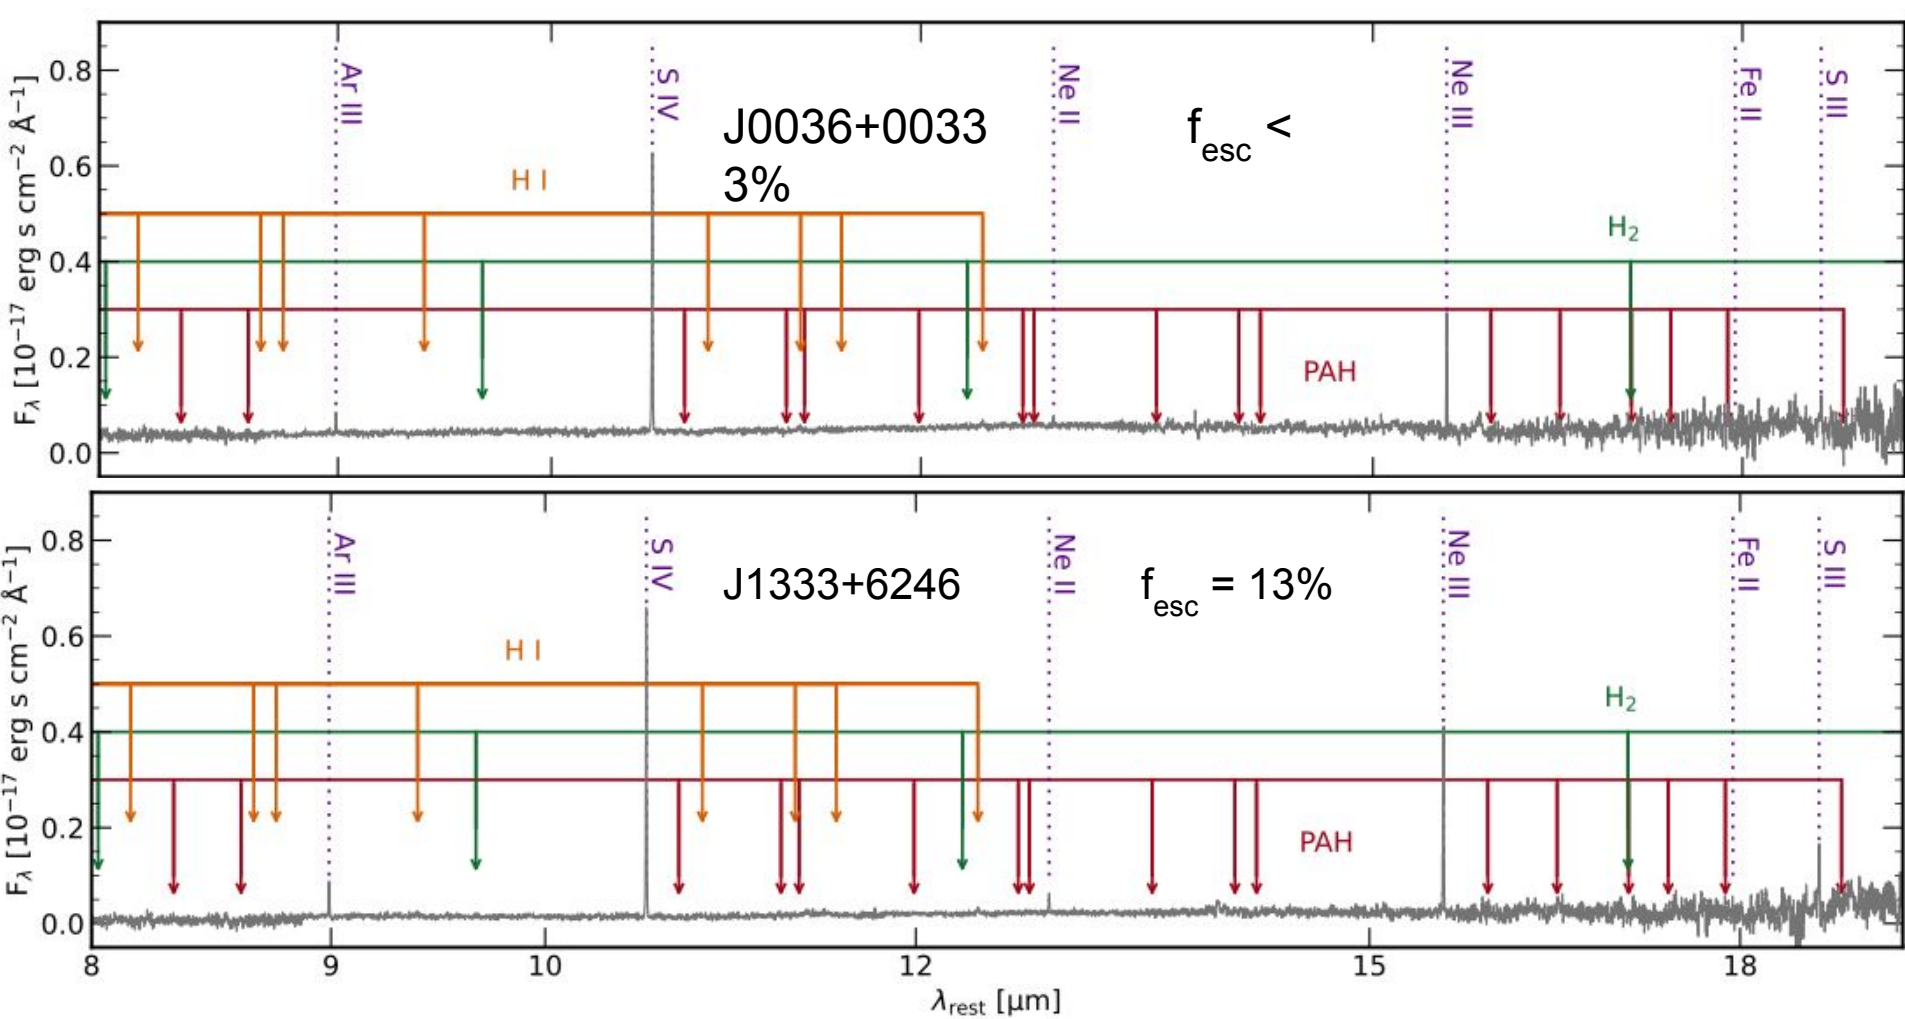 0.8
0.6
0.4
0.2
0.0
F_λ [10⁻¹⁷ erg s cm⁻² Å⁻¹]
Ar III
S IV
Ne II
Ne III
Fe II
S III
J0036+0033 f_esc <
3%
H I
H₂
PAH
0.8
0.6
0.4
0.2
0.0
F_λ [10⁻¹⁷ erg s cm⁻² Å⁻¹]
Ar III
S IV
Ne II
Ne III
Fe II
S III
J1333+6246 f_esc = 13%
H I
H₂
PAH
8 9 10 12 15 18
λ_rest [μm]